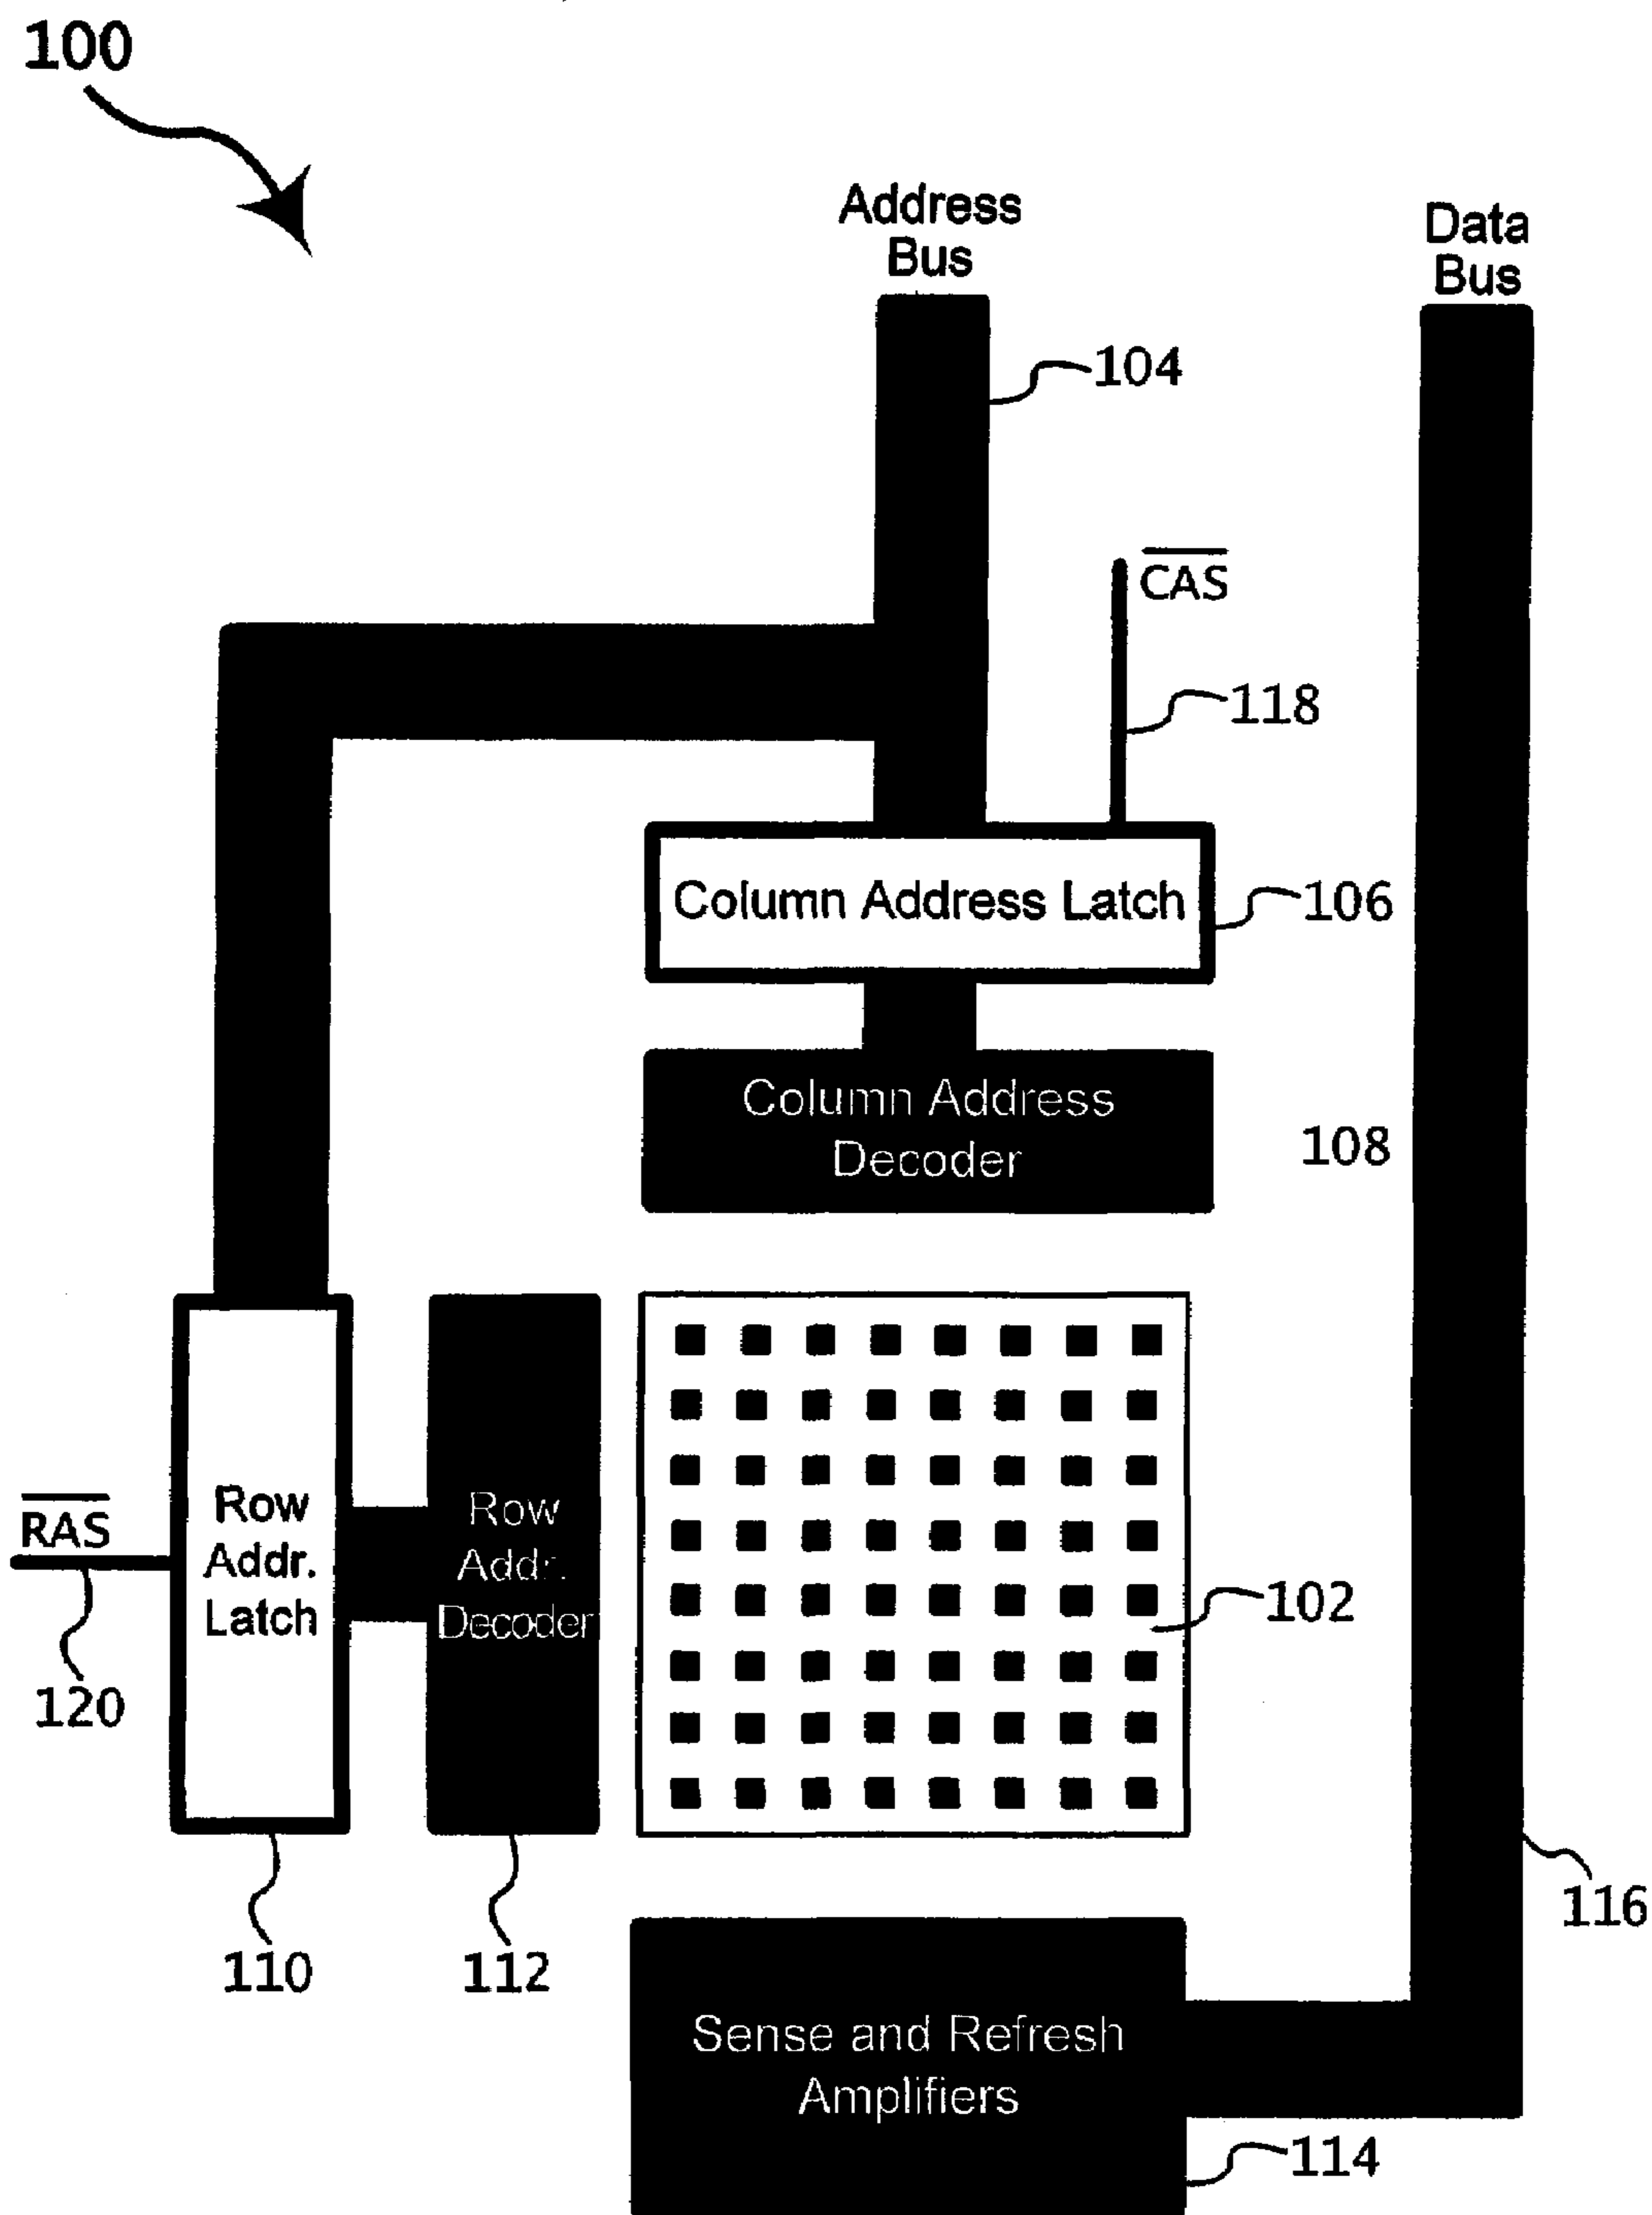 100
Address
Bus
Data
Bus
104
CAS
118
Column Address Latch
106
Column Address
Decoder
108
RAS
120
Row
Addr.
Latch
Row
Addr.
Decoder
102
110
112
116
Sense and Refresh
Amplifiers
114